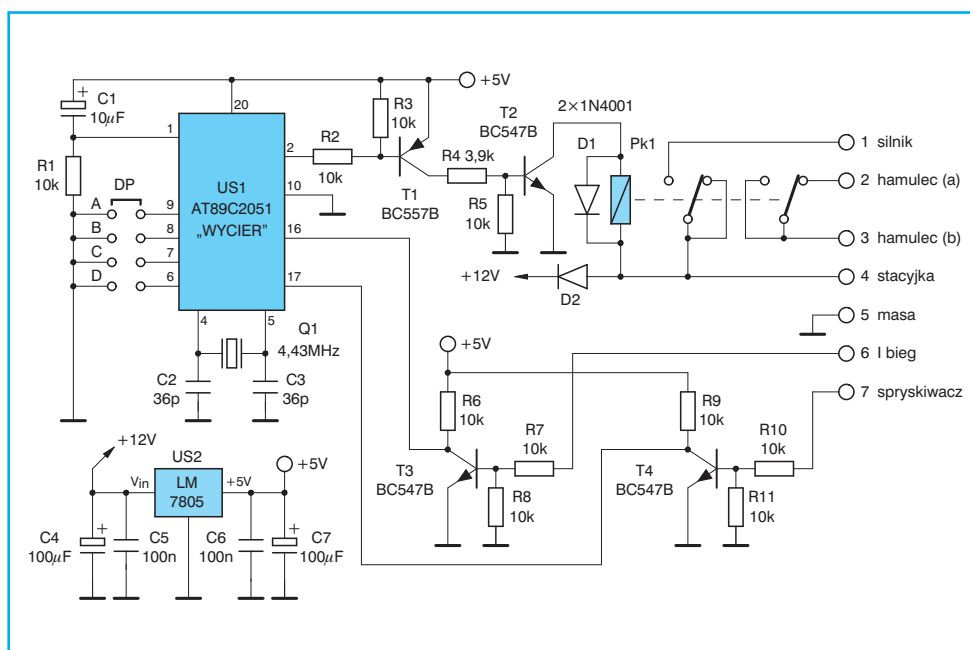 +5V
C1
10μF
1
20
R1
10k
DP
A
B
C
D
9
8
7
6
US1
AT89C2051
„WYCIER”
2
10
16
17
4
5
R2
10k
R3
10k
T1
BC557B
R4 3,9k
R5
10k
T2
BC547B
2×1N4001
D1
Pk1
+12V
D2
1 silnik
2 hamulec (a)
3 hamulec (b)
4 stacyjka
5 masa
6 I bieg
7 spryskiwacz
Q1
4,43MHz
C2
36p
C3
36p
+5V
R6
10k
R7
10k
R8
10k
T3
BC547B
R9
10k
R10
10k
R11
10k
T4
BC547B
+12V
US2
Vin
LM
7805
+5V
+5V
C4
100μF
C5
100n
C6
100n
C7
100μF